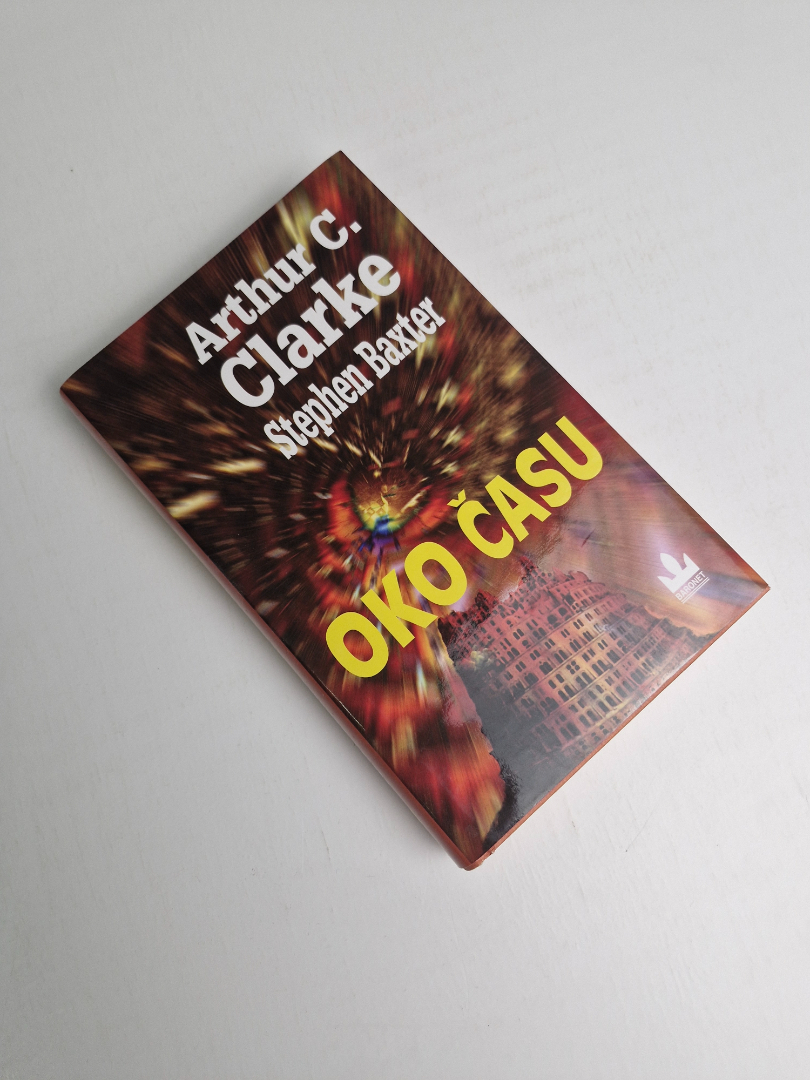 Arthur C.
Clarke
Stephen Baxter
OKO ČASU
BARONET